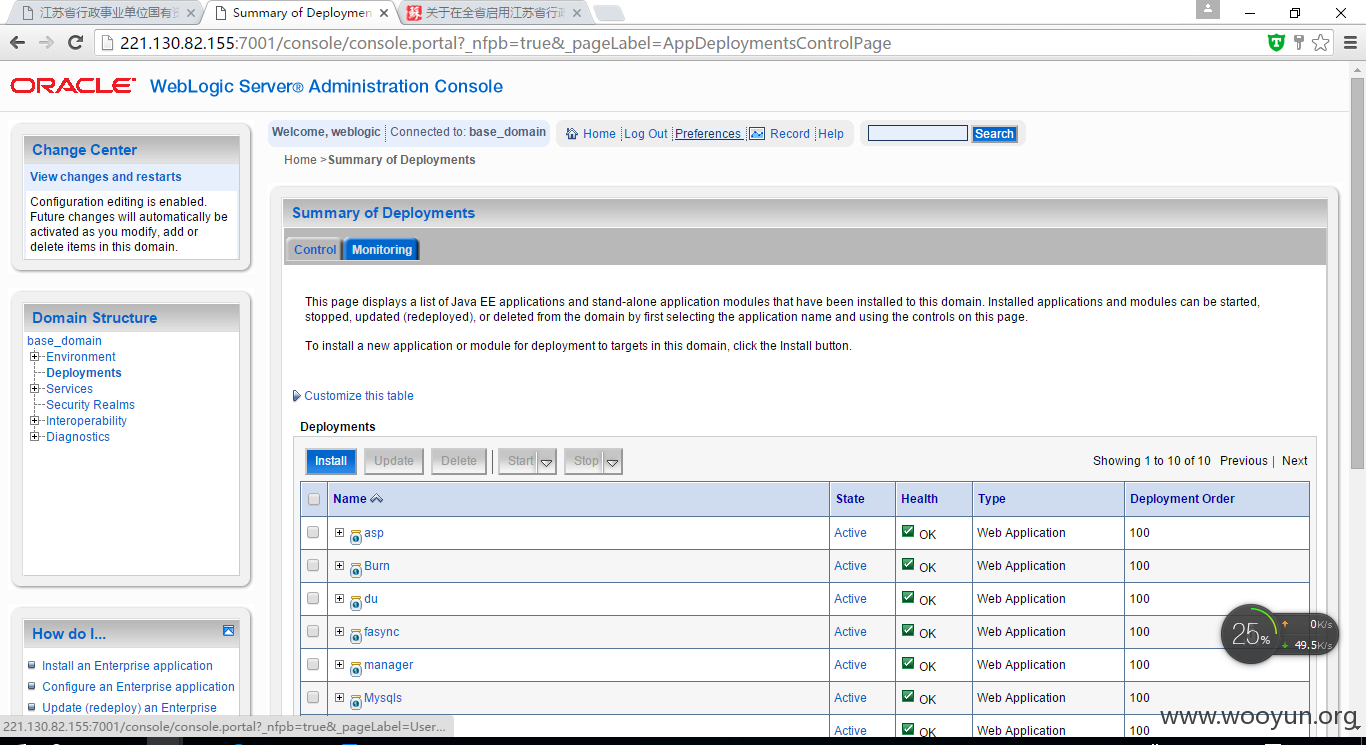 江苏省行政事业单位国有资
Summary of Deploymen
关于在全省启用江苏省行政
221.130.82.155:7001/console/console.portal?_nfpb=true&_pageLabel=AppDeploymentsControlPage
ORACLE® WebLogic Server® Administration Console
Change Center
View changes and restarts
Configuration editing is enabled.
Future changes will automatically be
activated as you modify, add or
delete items in this domain.
Domain Structure
base_domain
Environment
Deployments
Services
Security Realms
Interoperability
Diagnostics
How do I...
Install an Enterprise application
Configure an Enterprise application
Update (redeploy) an Enterprise
Welcome, weblogic Connected to: base_domain
Home Log Out Preferences Record Help
Search
Home >Summary of Deployments
Summary of Deployments
Control Monitoring
This page displays a list of Java EE applications and stand-alone application modules that have been installed to this domain. Installed applications and modules can be started,
stopped, updated (redeployed), or deleted from the domain by first selecting the application name and using the controls on this page.
To install a new application or module for deployment to targets in this domain, click the Install button.
Customize this table
Deployments
Install Update Delete Start Stop
Showing 1 to 10 of 10 Previous | Next
Name State Health Type Deployment Order
asp Active OK Web Application 100
Burn Active OK Web Application 100
du Active OK Web Application 100
fasync Active OK Web Application 100
manager Active OK Web Application 100
Mysqls Active OK Web Application 100
Active OK Web Application 100
25%
0K/s
49.5K/s
221.130.82.155:7001/console/console.portal?_nfpb=true&_pageLabel=User...
www.wooyun.org